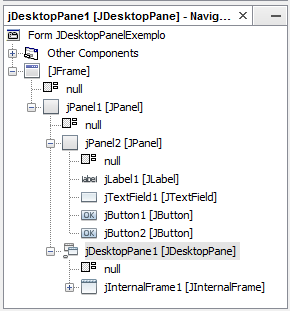 jDesktopPane1 [JDesktopPane] - Navig...
Form JDesktopPanelExemplo
Other Components
[JFrame]
null
jPanel1 [JPanel]
null
jPanel2 [JPanel]
null
label jLabel1 [JLabel]
jTextField1 [JTextField]
OK jButton1 [JButton]
OK jButton2 [JButton]
jDesktopPane1 [JDesktopPane]
null
jInternalFrame1 [JInternalFrame]